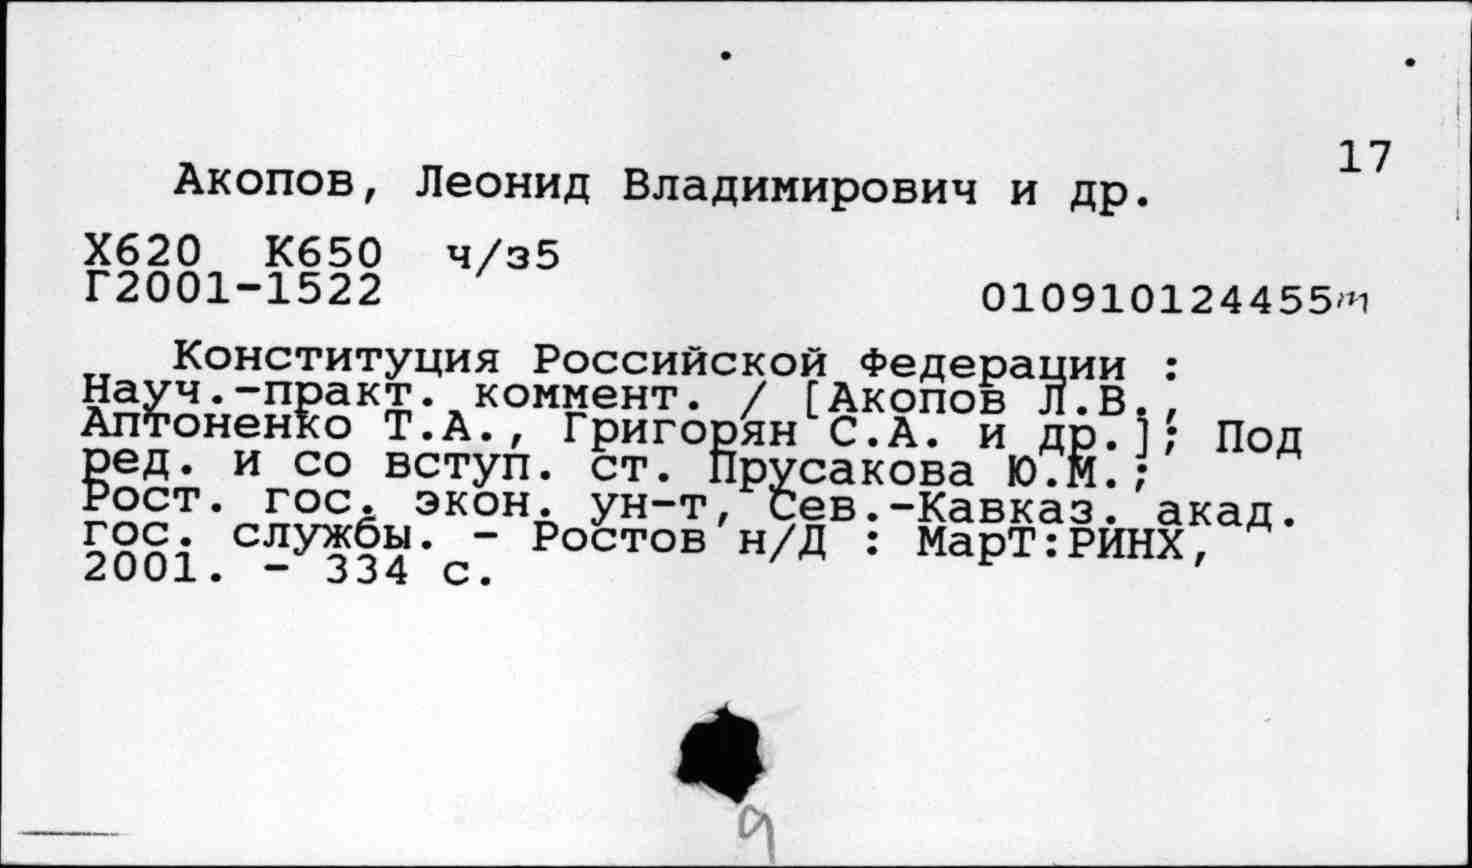 17
Акопов, Леонид Владимирович и др.
Х620 К650 ч/з5
Г2001-1522
010910124455
Конституция Российской Федерации :
Науч.-практ. коммент. / [Акопов Л.В.,
Аптоненко Т.А., Григорян С.А. и др.]; Под
ред. и со вступ. ст. Прусакова Ю.М.;
Рост. гос. экон. ун-т, Сев.-Кавказ. акад.
гос. службы. - Ростов н/Д : МарТ:РИНХ,
2001. - 334 с.